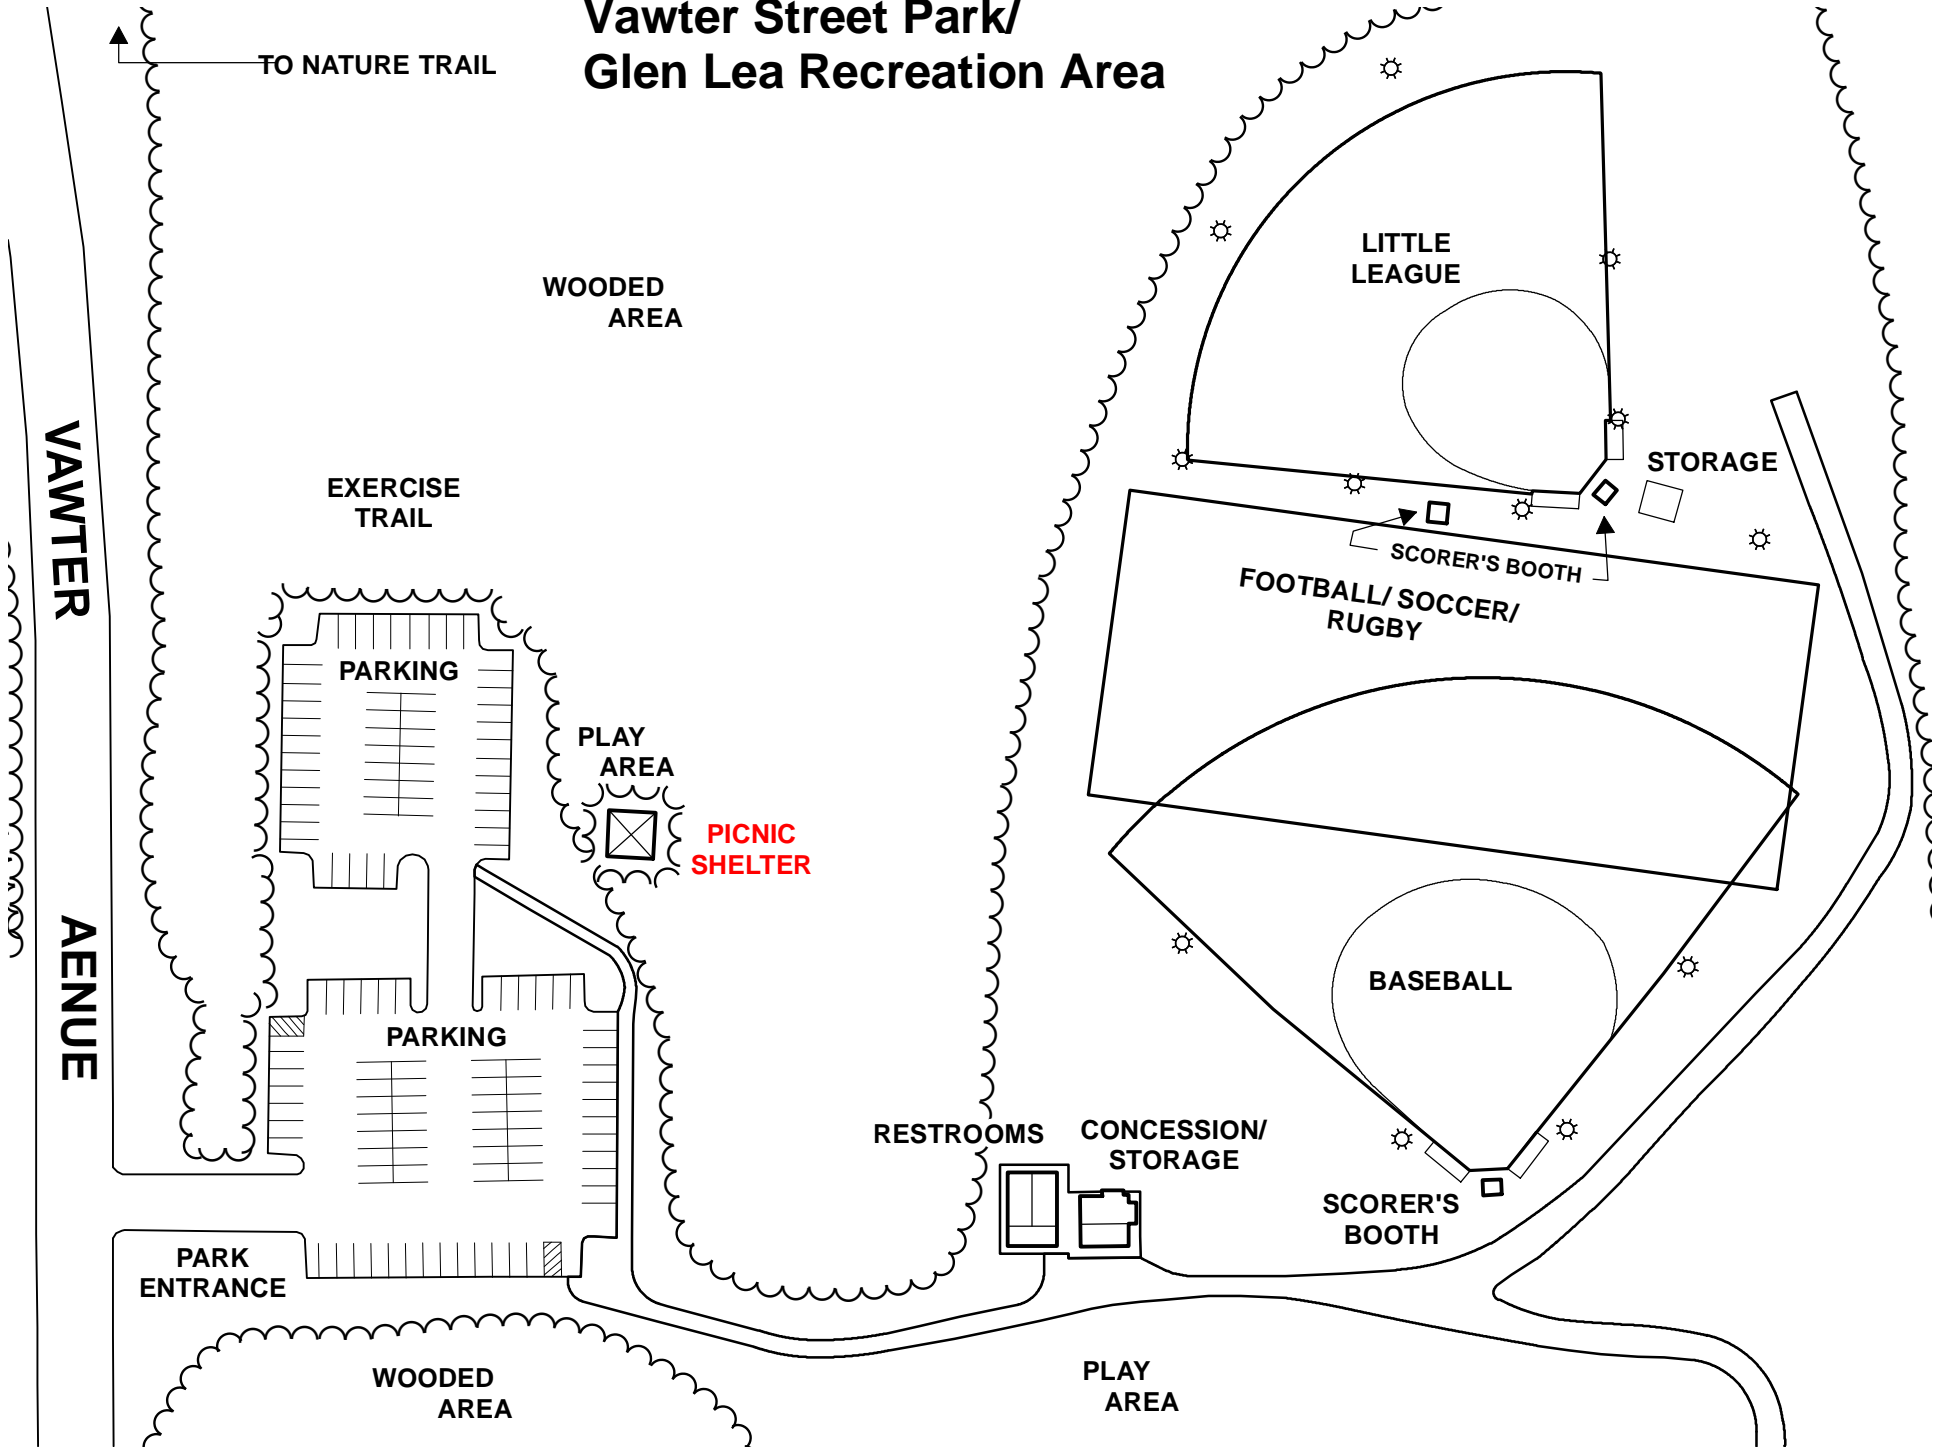 Vawter Street Park/
Glen Lea Recreation Area
TO NATURE TRAIL
WOODED
AREA
LITTLE
LEAGUE
VAWTER
AENUE
EXERCISE
TRAIL
STORAGE
SCORER'S BOOTH
FOOTBALL/ SOCCER/
RUGBY
PARKING
PLAY
AREA
PICNIC
SHELTER
BASEBALL
PARKING
RESTROOMS
CONCESSION/
STORAGE
SCORER'S
BOOTH
PARK
ENTRANCE
WOODED
AREA
PLAY
AREA